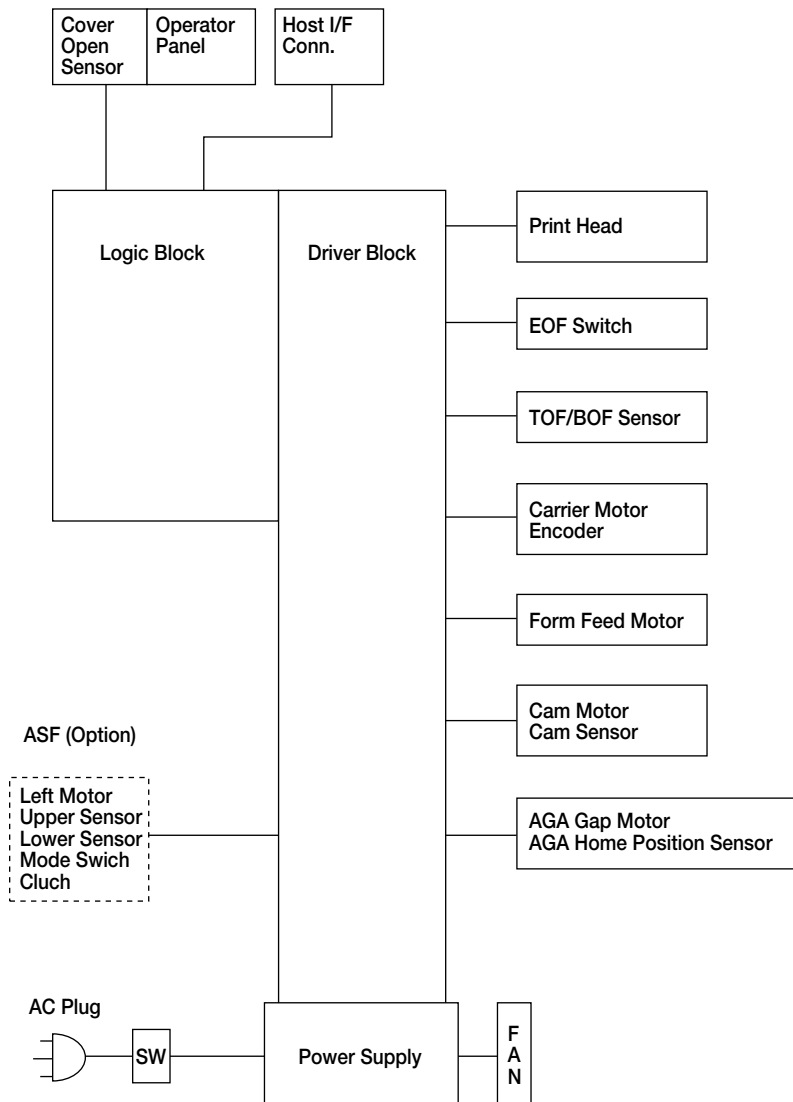 Cover
Open
Sensor
Operator
Panel
Host I/F
Conn.
Logic Block
Driver Block
Print Head
EOF Switch
TOF/BOF Sensor
Carrier Motor
Encoder
Form Feed Motor
Cam Motor
Cam Sensor
ASF (Option)
Left Motor
Upper Sensor
Lower Sensor
Mode Swich
Cluch
AGA Gap Motor
AGA Home Position Sensor
AC Plug
SW
Power Supply
FAN